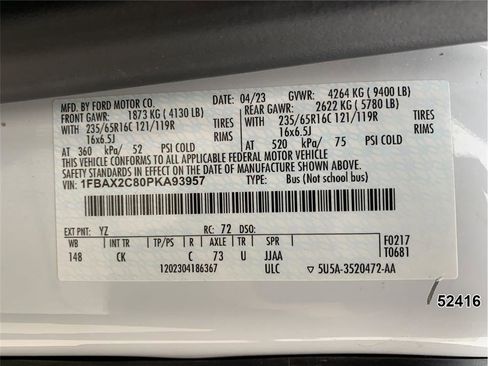 MFD. BY FORD MOTOR CO.
04/23 GVWR: 4264 KG ( 9400 LB)
FRONT GAWR: 1873 KG ( 4130 LB) REAR GAWR: 2622 KG ( 5780 LB)
WITH 235/65R16C 121/119R TIRES WITH 235/65R16C 121/119R TIRES
16x6.5J RIMS 16x6.5J RIMS
AT 360 kPa/ 52 PSI COLD AT 520 kPa/ 75 PSI COLD
THIS VEHICLE CONFORMS TO ALL APPLICABLE FEDERAL MOTOR VEHICLE
SAFETY STANDARDS IN EFFECT ON THE DATE OF MANUFACTURE SHOWN ABOVE.
VIN: 1FBAX2C80PKA93957 TYPE: Bus (Not School Bus)
EXT PNT: YZ RC: 72 DSO: F0217
WB INT TR TP/PS R AXLE TR SPR T0681
148 CK C 73 U JJAA
1202304186367 ULC ▽ 5U5A-3520472-AA
52416